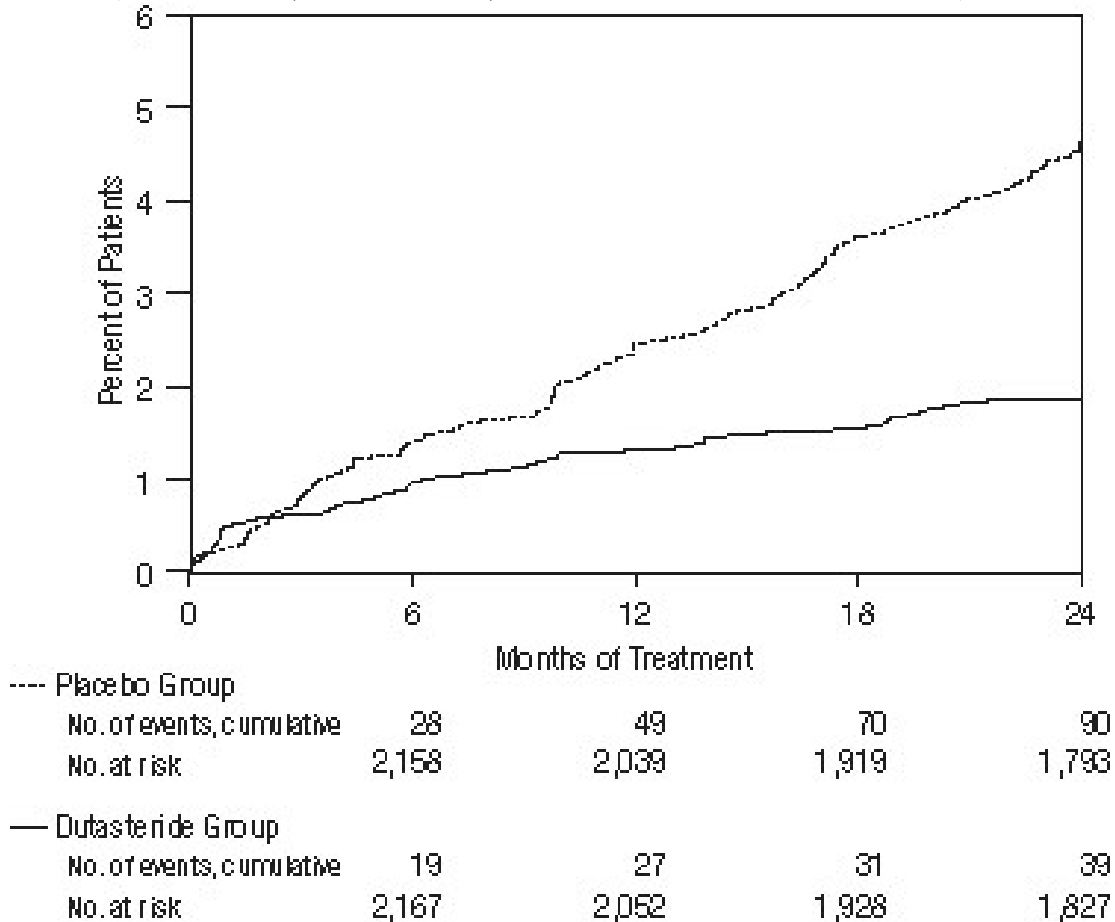 6
5
4
3
2
1
0
Percent of Patients
0 6 12 18 24
Months of Treatment
---- Placebo Group
No. of events, cumulative 28 49 70 90
No. at risk 2,158 2,039 1,919 1,793
— Dutasteride Group
No. of events, cumulative 19 27 31 39
No. at risk 2,167 2,052 1,928 1,827